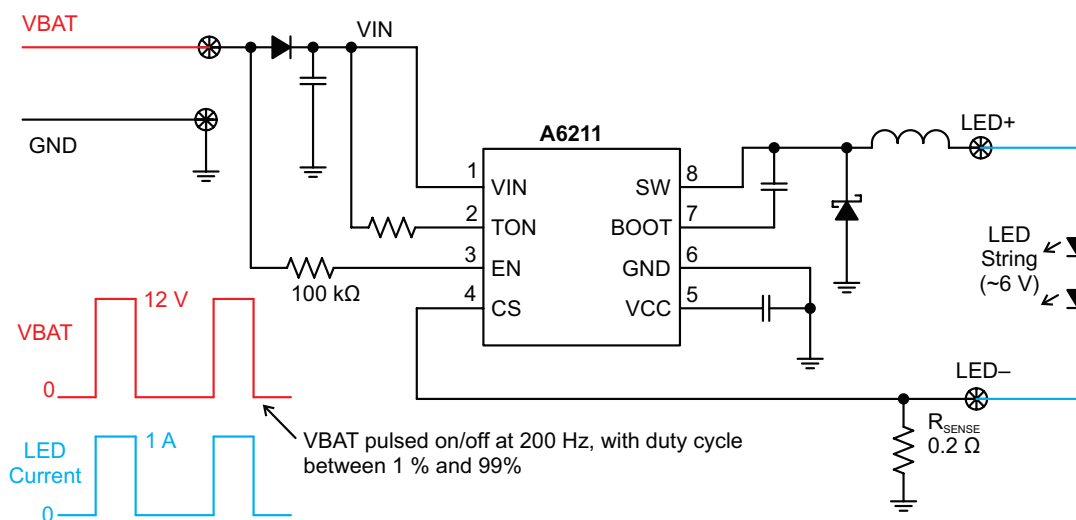 VBAT
VIN
GND
A6211
LED+
1
VIN
SW
8
2
TON
BOOT
7
3
EN
GND
6
100 kΩ
4
CS
VCC
5
LED
String
(~6 V)
12 V
VBAT
0
LED–
R_SENSE
0.2 Ω
VBAT pulsed on/off at 200 Hz, with duty cycle
between 1 % and 99%
1 A
LED
Current
0